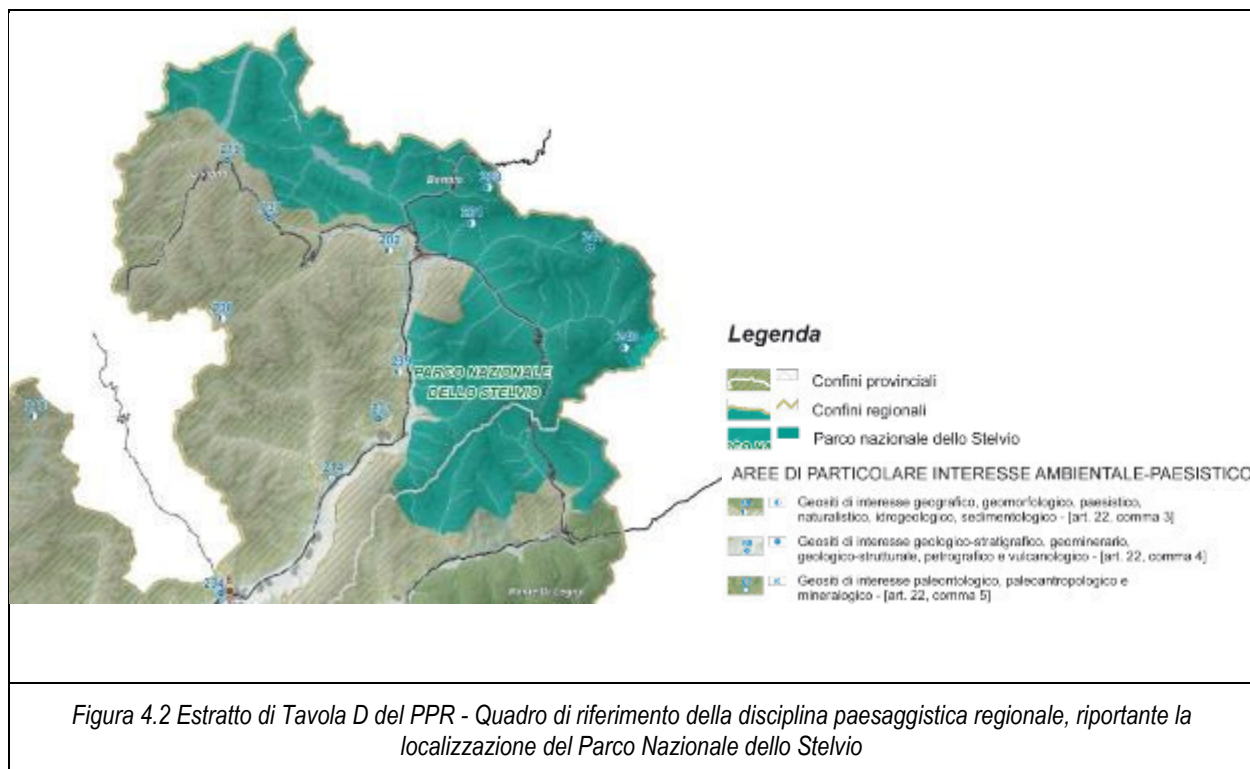 202
239
214
PARCO NAZIONALE
DELLO STELVIO
Legenda
Confini provinciali
Confini regionali
Parco nazionale dello Stelvio
AREE DI PARTICOLARE INTERESSE AMBIENTALE-PAESISTICO
Geositi di interesse geografico, geomorfologico, paesistico,
naturalistico, idrogeologico, sedimentologico - [art. 22, comma 3]
Geositi di interesse geologico-stratigrafico, geominerario,
geologico-strutturale, petrografico e vulcanologico - [art. 22, comma 4]
Geositi di interesse paleontologico, paleoantropologico e
mineralogico - [art. 22, comma 5]
Figura 4.2 Estratto di Tavola D del PPR - Quadro di riferimento della disciplina paesaggistica regionale, riportante la
localizzazione del Parco Nazionale dello Stelvio